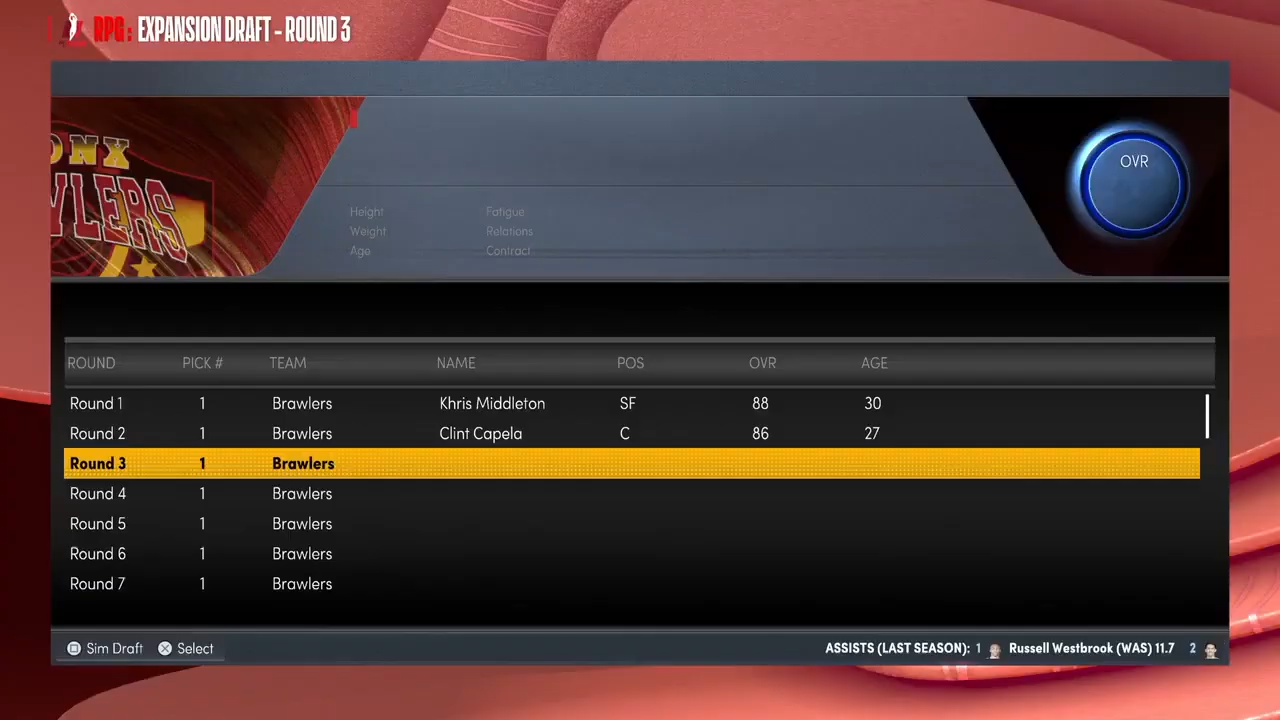 RPG: EXPANSION DRAFT - ROUND 3
ONX
WLERS
OVR
Height Fatigue
Weight Relations
Age Contract
ROUND PICK # TEAM NAME POS OVR AGE
Round 1 1 Brawlers Khris Middleton SF 88 30
Round 2 1 Brawlers Clint Capela C 86 27
Round 3 1 Brawlers
Round 4 1 Brawlers
Round 5 1 Brawlers
Round 6 1 Brawlers
Round 7 1 Brawlers
Sim Draft Select ASSISTS (LAST SEASON): 1 Russell Westbrook (WAS) 11.7 2